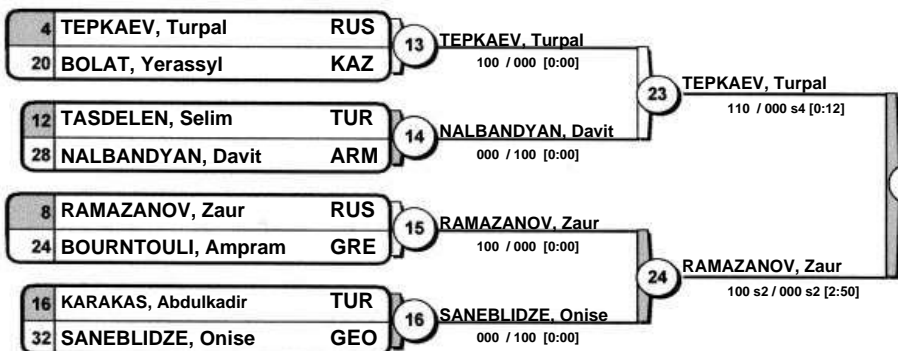 4 TEPKAEV, Turpal RUS
20 BOLAT, Yerassyl KAZ
13
TEPKAEV, Turpal
100 / 000 [0:00]
12 TASDELEN, Selim TUR
28 NALBANDYAN, Davit ARM
14
NALBANDYAN, Davit
000 / 100 [0:00]
23
TEPKAEV, Turpal
110 / 000 s4 [0:12]
8 RAMAZANOV, Zaur RUS
24 BOURNTOULI, Ampram GRE
15
RAMAZANOV, Zaur
100 / 000 [0:00]
16 KARAKAS, Abdulkadir TUR
32 SANEBLIDZE, Onise GEO
16
SANEBLIDZE, Onise
000 / 100 [0:00]
24
RAMAZANOV, Zaur
100 s2 / 000 s2 [2:50]